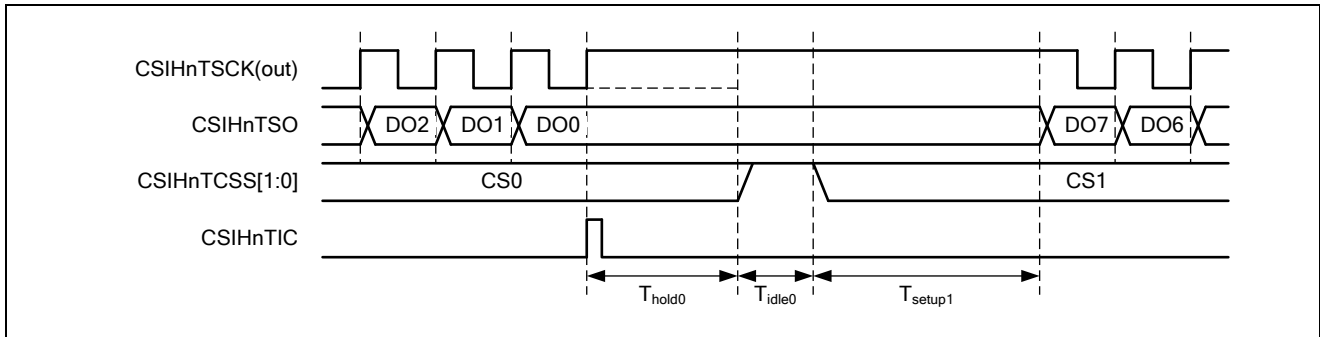 CSIHnTSCK(out)
CSIHnTSO
DO2 DO1 DO0 DO7 DO6
CSIHnTCSS[1:0]
CS0 CS1
CSIHnTIC
Thold0 Tidle0 Tsetup1